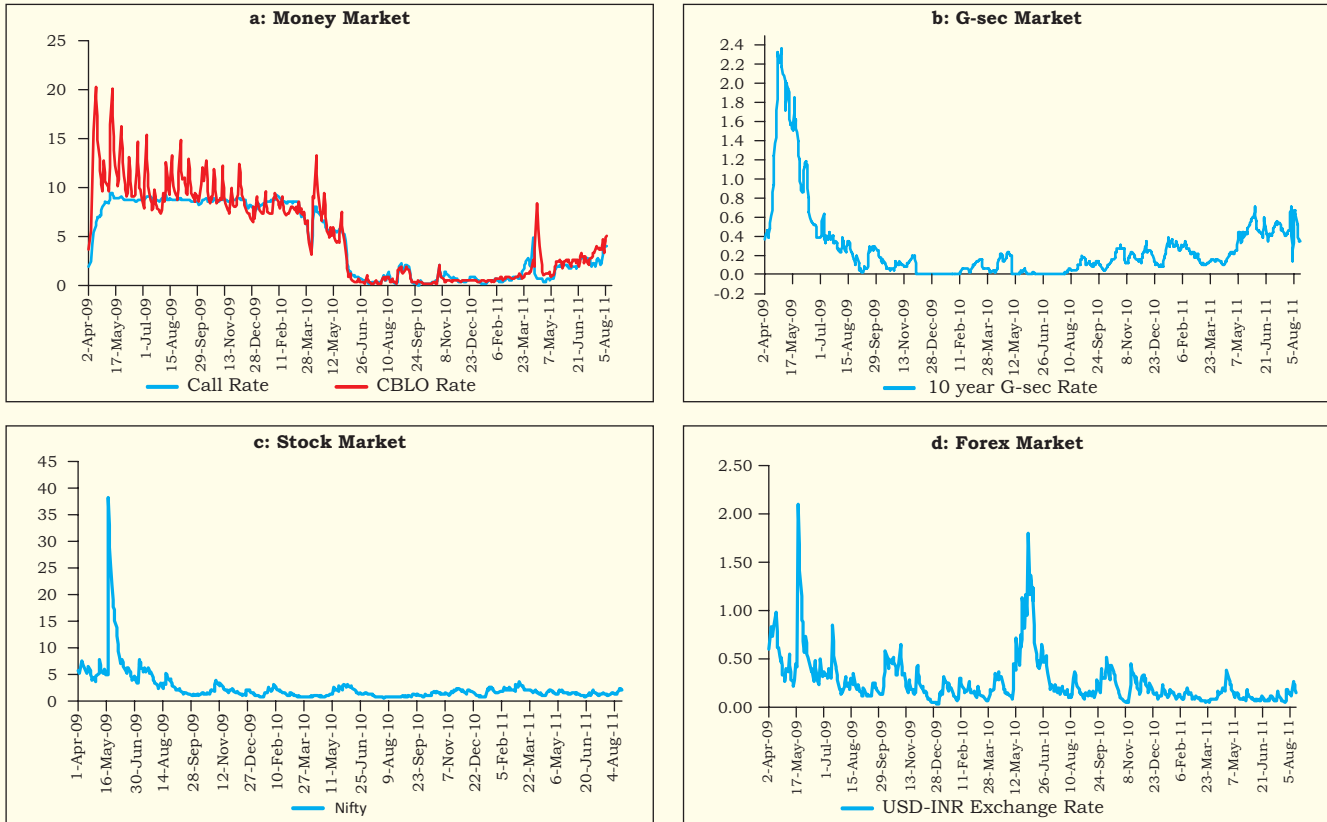 a: Money Market
25
20
15
10
5
0
2-Apr-09
17-May-09
1-Jul-09
15-Aug-09
29-Sep-09
13-Nov-09
28-Dec-09
11-Feb-10
28-Mar-10
12-May-10
26-Jun-10
10-Aug-10
24-Sep-10
8-Nov-10
23-Dec-10
6-Feb-11
23-Mar-11
7-May-11
21-Jun-11
5-Aug-11
Call Rate
CBLO Rate
b: G-sec Market
2.4
2.2
2.0
1.8
1.6
1.4
1.2
1.0
0.8
0.6
0.4
0.2
0.0
-0.2
2-Apr-09
17-May-09
1-Jul-09
15-Aug-09
29-Sep-09
13-Nov-09
28-Dec-09
11-Feb-10
28-Mar-10
12-May-10
26-Jun-10
10-Aug-10
24-Sep-10
8-Nov-10
23-Dec-10
6-Feb-11
23-Mar-11
7-May-11
21-Jun-11
5-Aug-11
10 year G-sec Rate
c: Stock Market
45
40
35
30
25
20
15
10
5
0
1-Apr-09
16-May-09
30-Jun-09
14-Aug-09
28-Sep-09
12-Nov-09
27-Dec-09
10-Feb-10
27-Mar-10
11-May-10
25-Jun-10
9-Aug-10
23-Sep-10
7-Nov-10
22-Dec-10
5-Feb-11
22-Mar-11
6-May-11
20-Jun-11
4-Aug-11
Nifty
d: Forex Market
2.50
2.00
1.50
1.00
0.50
0.00
2-Apr-09
17-May-09
1-Jul-09
15-Aug-09
29-Sep-09
13-Nov-09
28-Dec-09
11-Feb-10
28-Mar-10
12-May-10
26-Jun-10
10-Aug-10
24-Sep-10
8-Nov-10
23-Dec-10
6-Feb-11
23-Mar-11
7-May-11
21-Jun-11
5-Aug-11
USD-INR Exchange Rate